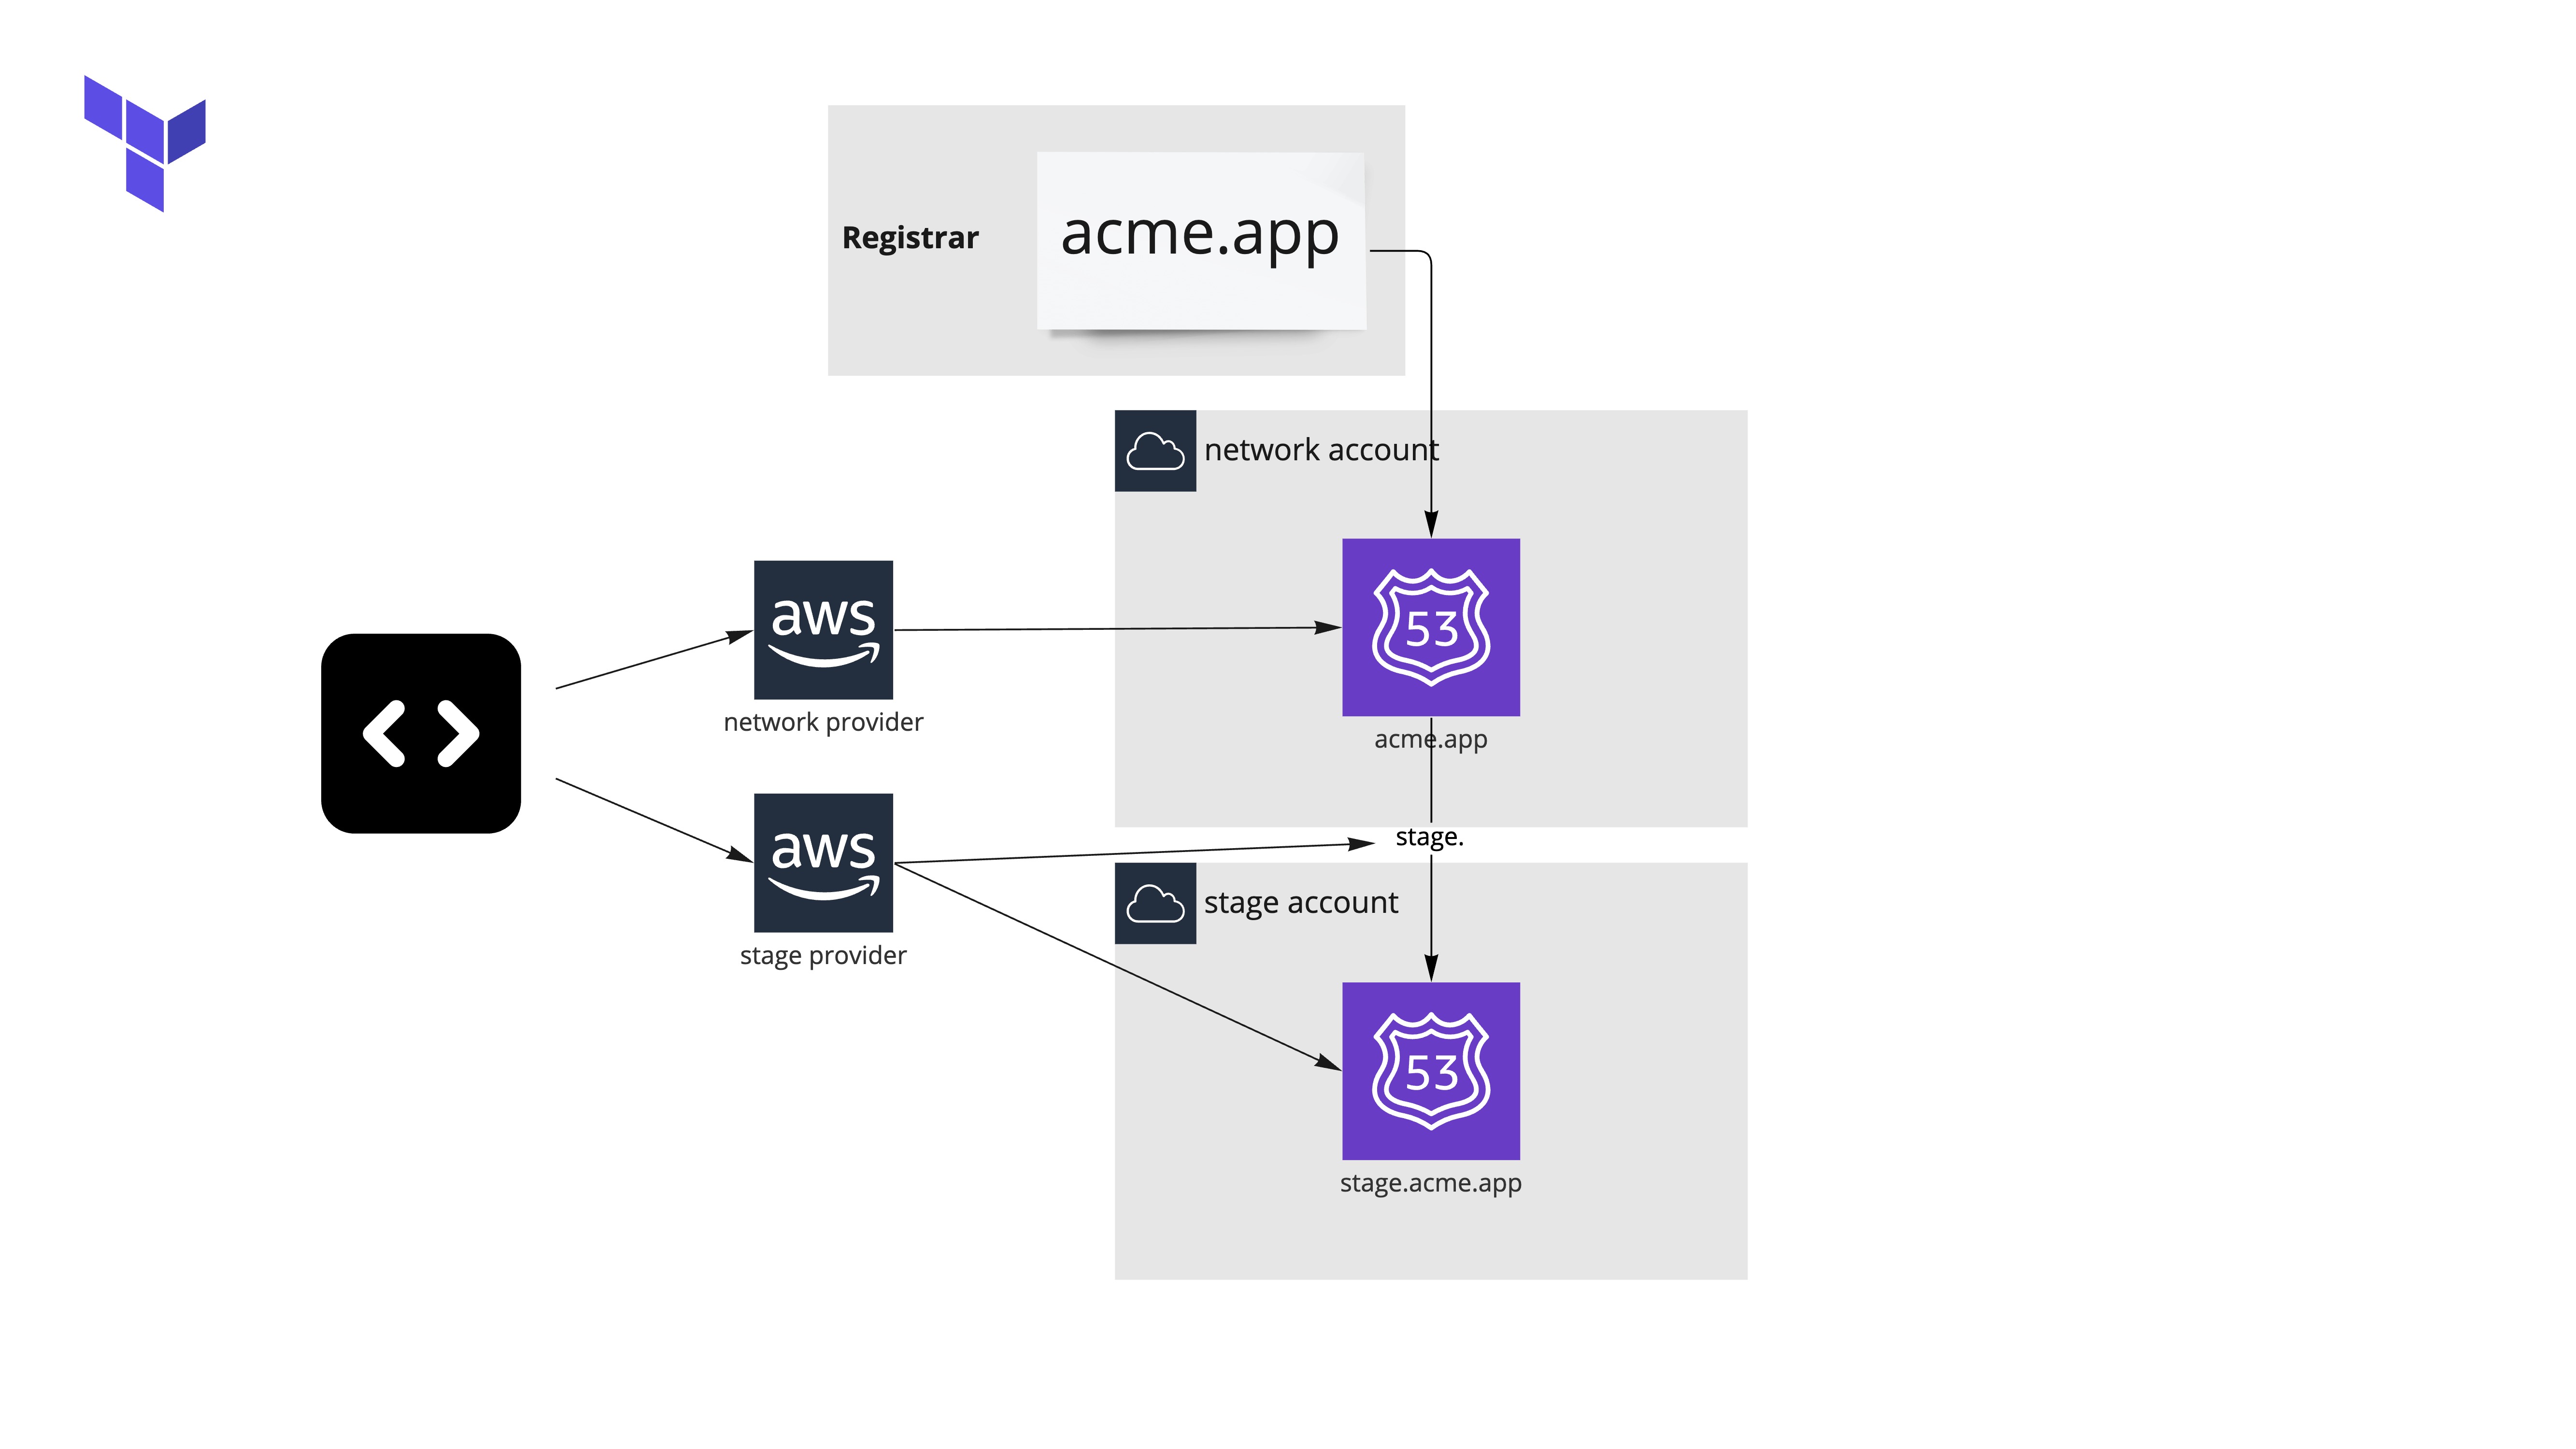 Registrar
acme.app
network account
53
acme.app
aws
network provider
stage.
aws
stage provider
stage account
53
stage.acme.app